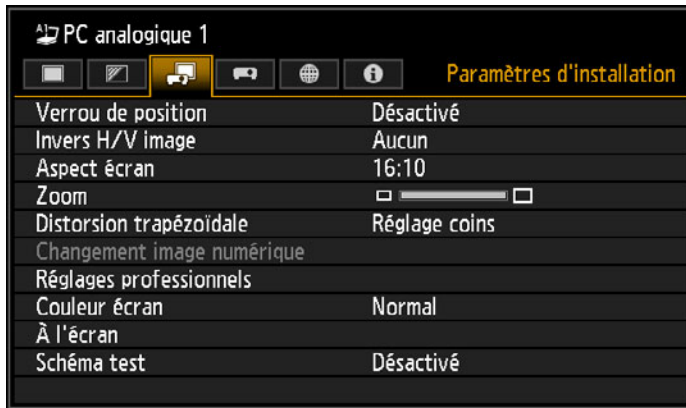 PC analogique 1
Paramètres d'installation
Verrou de position Désactivé
Invers H/V image Aucun
Aspect écran 16:10
Zoom
Distorsion trapézoïdale Réglage coins
Changement image numérique
Réglages professionnels
Couleur écran Normal
À l'écran
Schéma test Désactivé